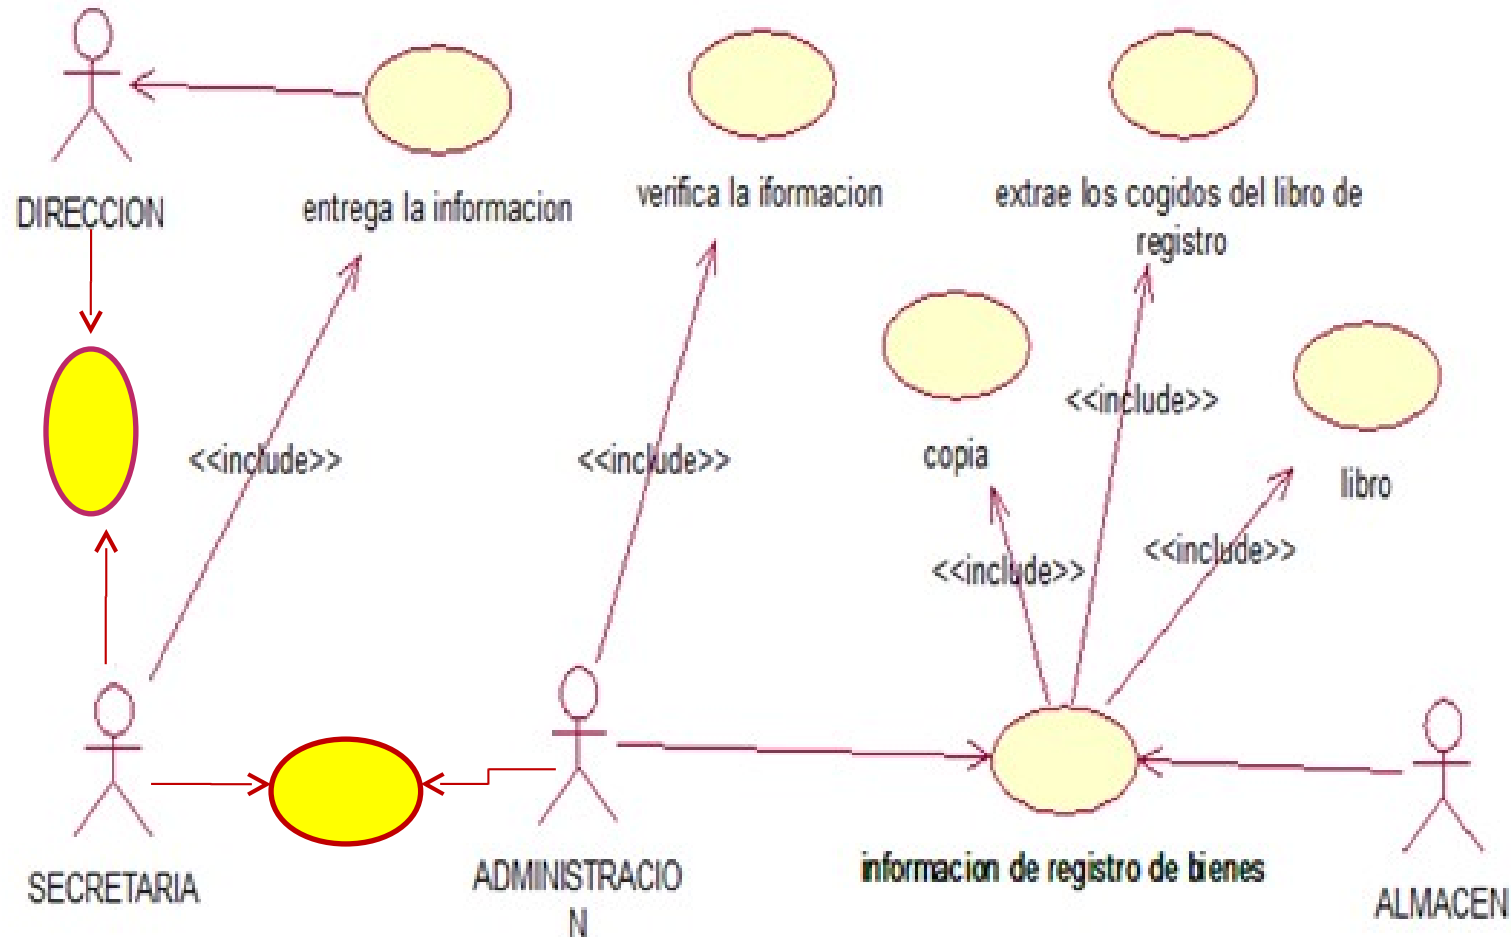 DIRECCION
entrega la informacion
verifica la iformacion
extrae los cogidos del libro de
registro
<<include>>
<<include>>
<<include>>
copia
libro
<<include>>
<<include>>
SECRETARIA
ADMINISTRACIO
N
informacion de registro de bienes
ALMACEN